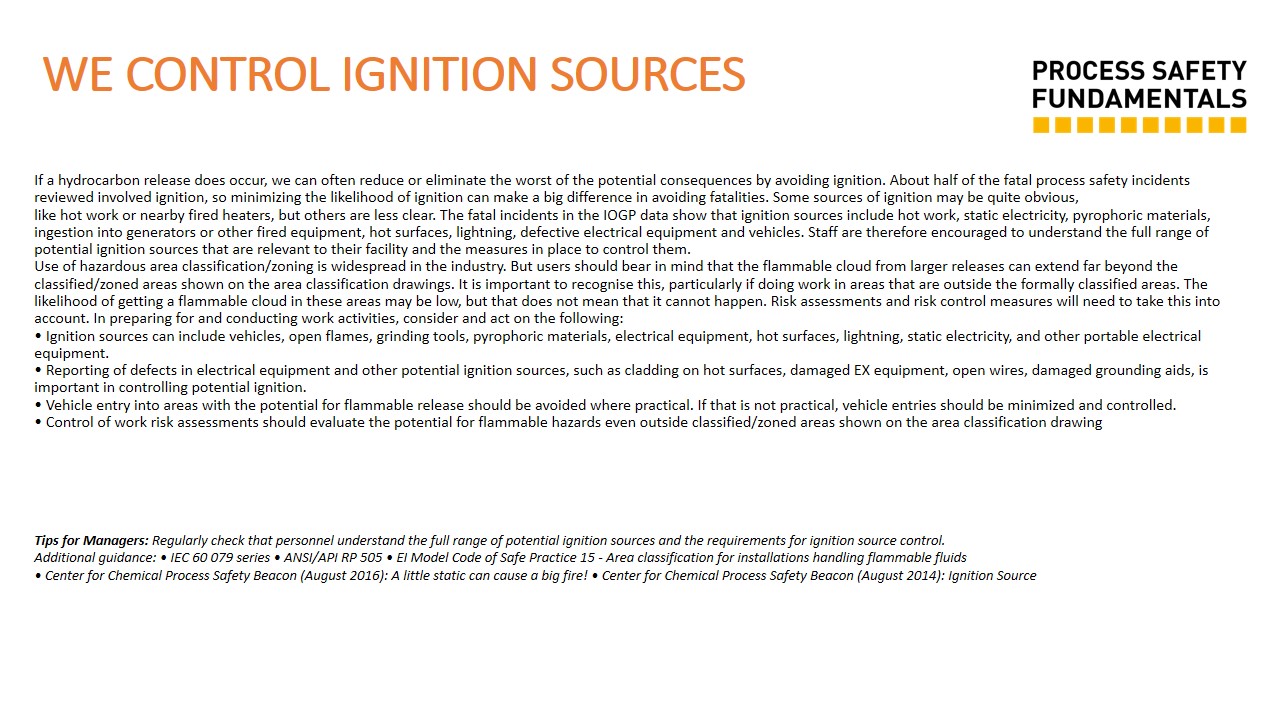 WE CONTROL IGNITION SOURCES
PROCESS SAFETY
FUNDAMENTALS
If a hydrocarbon release does occur, we can often reduce or eliminate the worst of the potential consequences by avoiding ignition. About half of the fatal process safety incidents
reviewed involved ignition, so minimizing the likelihood of ignition can make a big difference in avoiding fatalities. Some sources of ignition may be quite obvious,
like hot work or nearby fired heaters, but others are less clear. The fatal incidents in the IOGP data show that ignition sources include hot work, static electricity, pyrophoric materials,
ingestion into generators or other fired equipment, hot surfaces, lightning, defective electrical equipment and vehicles. Staff are therefore encouraged to understand the full range of
potential ignition sources that are relevant to their facility and the measures in place to control them.
Use of hazardous area classification/zoning is widespread in the industry. But users should bear in mind that the flammable cloud from larger releases can extend far beyond the
classified/zoned areas shown on the area classification drawings. It is important to recognise this, particularly if doing work in areas that are outside the formally classified areas. The
likelihood of getting a flammable cloud in these areas may be low, but that does not mean that it cannot happen. Risk assessments and risk control measures will need to take this into
account. In preparing for and conducting work activities, consider and act on the following:
• Ignition sources can include vehicles, open flames, grinding tools, pyrophoric materials, electrical equipment, hot surfaces, lightning, static electricity, and other portable electrical
equipment.
• Reporting of defects in electrical equipment and other potential ignition sources, such as cladding on hot surfaces, damaged EX equipment, open wires, damaged grounding aids, is
important in controlling potential ignition.
• Vehicle entry into areas with the potential for flammable release should be avoided where practical. If that is not practical, vehicle entries should be minimized and controlled.
• Control of work risk assessments should evaluate the potential for flammable hazards even outside classified/zoned areas shown on the area classification drawing
Tips for Managers: Regularly check that personnel understand the full range of potential ignition sources and the requirements for ignition source control.
Additional guidance: • IEC 60 079 series • ANSI/API RP 505 • EI Model Code of Safe Practice 15 - Area classification for installations handling flammable fluids
• Center for Chemical Process Safety Beacon (August 2016): A little static can cause a big fire! • Center for Chemical Process Safety Beacon (August 2014): Ignition Source